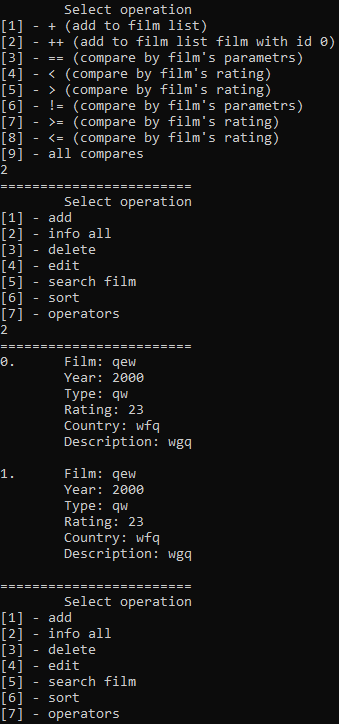 Select operation
[1] - + (add to film list)
[2] - ++ (add to film list film with id 0)
[3] - == (compare by film's parametrs)
[4] - < (compare by film's rating)
[5] - > (compare by film's rating)
[6] - != (compare by film's parametrs)
[7] - >= (compare by film's rating)
[8] - <= (compare by film's rating)
[9] - all compares
2
========================
Select operation
[1] - add
[2] - info all
[3] - delete
[4] - edit
[5] - search film
[6] - sort
[7] - operators
2
========================
0. Film: qew
Year: 2000
Type: qw
Rating: 23
Country: wfq
Description: wgq
1. Film: qew
Year: 2000
Type: qw
Rating: 23
Country: wfq
Description: wgq
========================
Select operation
[1] - add
[2] - info all
[3] - delete
[4] - edit
[5] - search film
[6] - sort
[7] - operators